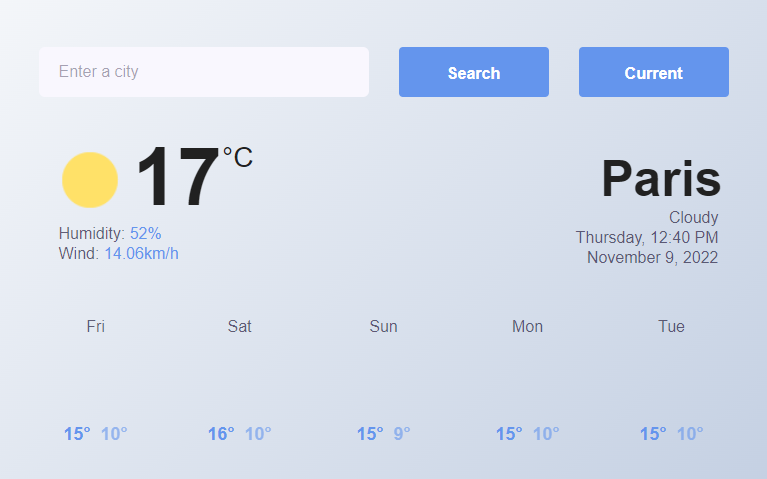 Enter a city
Search
Current
17°C
Humidity: 52%
Wind: 14.06km/h
Paris
Cloudy
Thursday, 12:40 PM
November 9, 2022
Fri Sat Sun Mon Tue
15° 10° 16° 10° 15° 9° 15° 10° 15° 10°